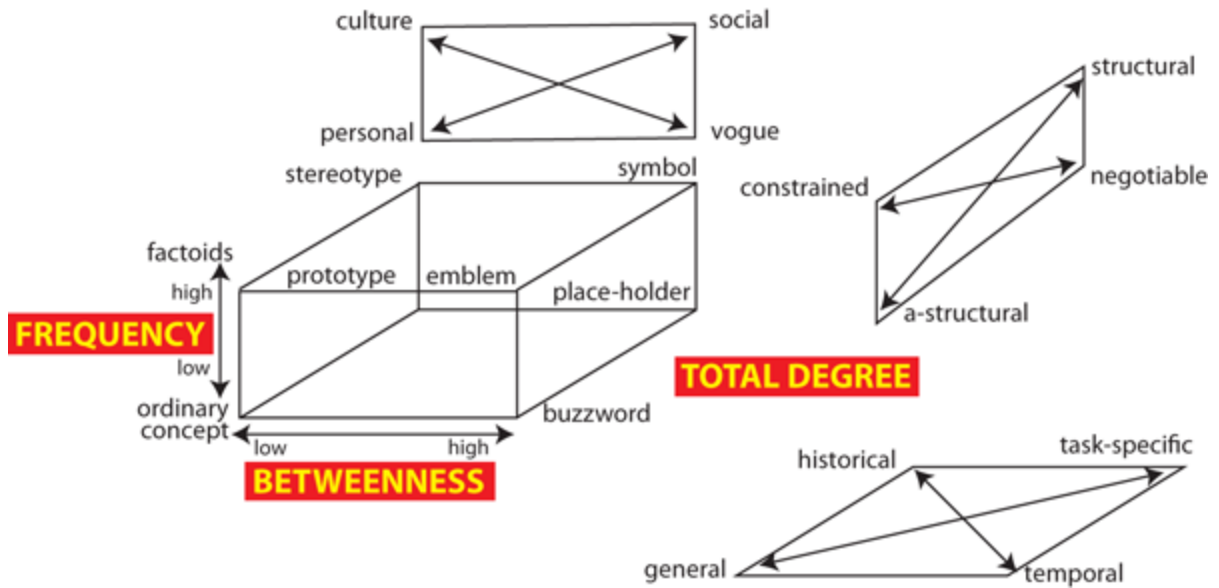 culture
social
personal
vogue
structural
constrained
negotiable
a-structural
stereotype
symbol
factoids
prototype
emblem
place-holder
high
FREQUENCY
low
ordinary
concept
buzzword
low
high
BETWEENNESS
TOTAL DEGREE
historical
task-specific
general
temporal